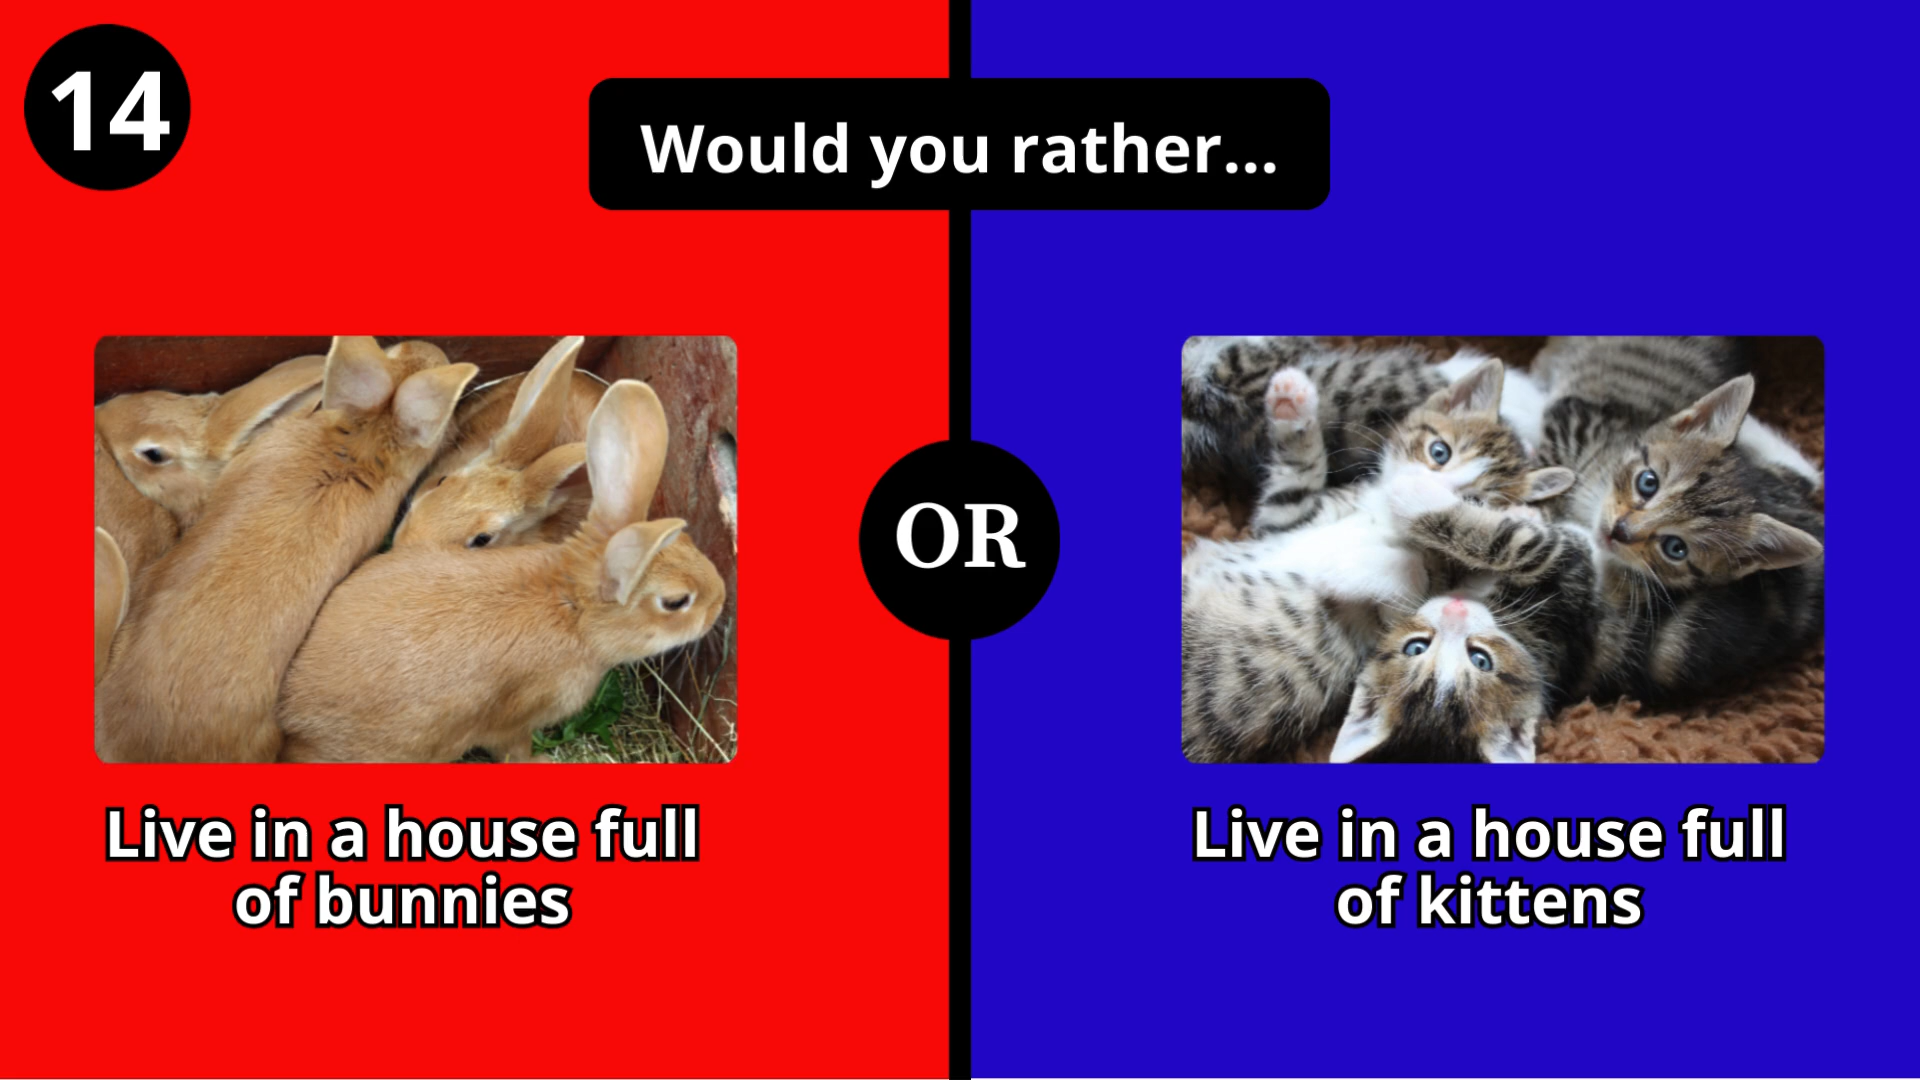 14
Would you rather...
OR
Live in a house full
of bunnies
Live in a house full
of kittens